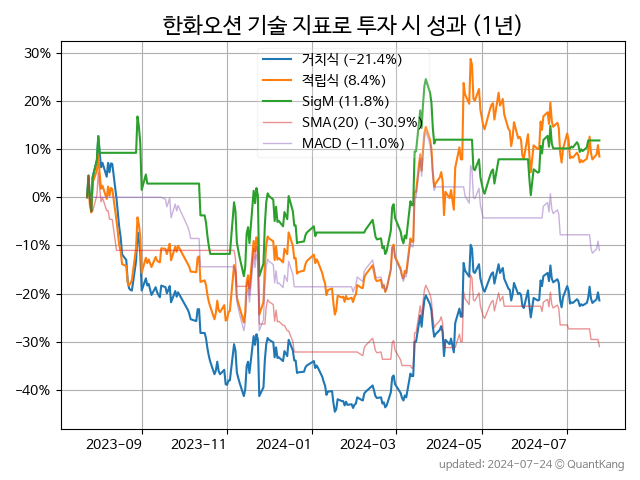 한화오션 기술 지표로 투자 시 성과 (1년)
30%
20%
10%
0%
-10%
-20%
-30%
-40%
거치식 (-21.4%)
적립식 (8.4%)
SigM (11.8%)
SMA(20) (-30.9%)
MACD (-11.0%)
2023-09
2023-11
2024-01
2024-03
2024-05
2024-07
updated: 2024-07-24 © QuantKang